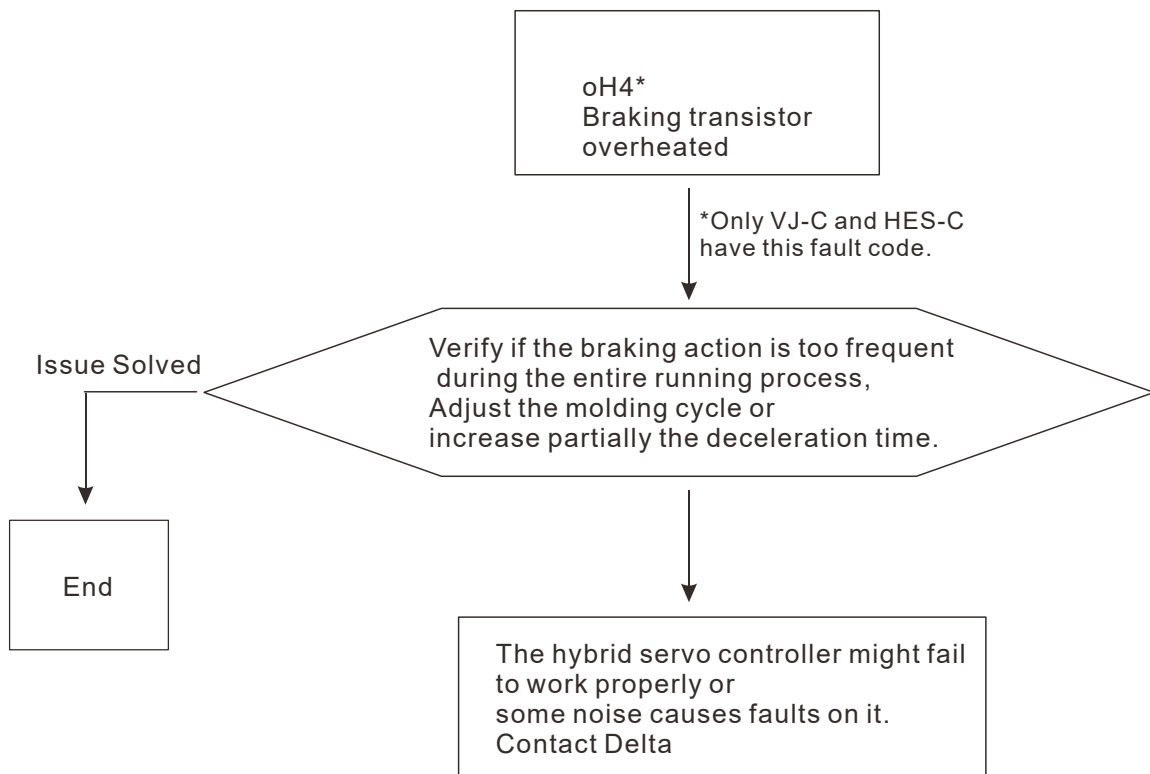 oH4*
Braking transistor
overheated
*Only VJ-C and HES-C
have this fault code.
Verify if the braking action is too frequent
during the entire running process,
Adjust the molding cycle or
increase partially the deceleration time.
Issue Solved
End
The hybrid servo controller might fail
to work properly or
some noise causes faults on it.
Contact Delta